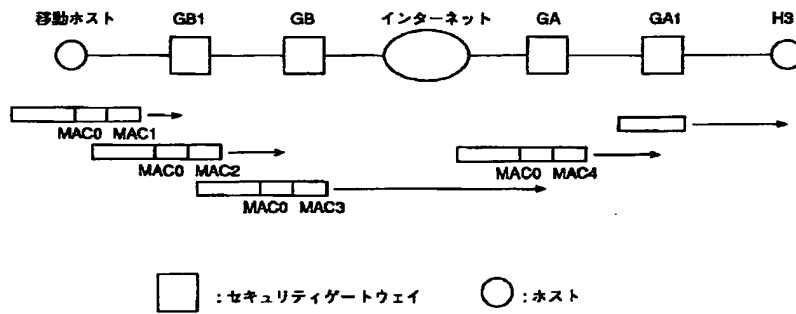 移動ホスト GB1 GB インターネット GA GA1 H3
MAC0 MAC1
MAC0 MAC2 MAC0 MAC4
MAC0 MAC3
:セキュリティゲートウェイ :ホスト